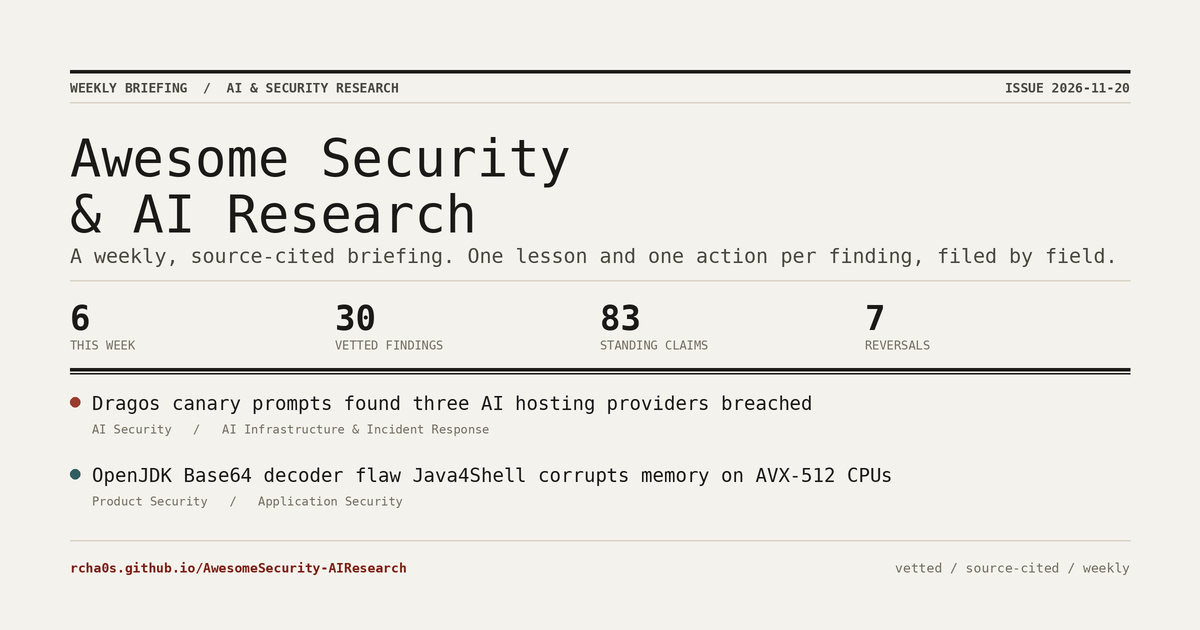 WEEKLY BRIEFING / AI & SECURITY RESEARCH
ISSUE 2026-11-20
Awesome Security
& AI Research
A weekly, source-cited briefing. One lesson and one action per finding, filed by field.
6
THIS WEEK
30
VETTED FINDINGS
83
STANDING CLAIMS
7
REVERSALS
Dragos canary prompts found three AI hosting providers breached
AI Security / AI Infrastructure & Incident Response
OpenJDK Base64 decoder flaw Java4Shell corrupts memory on AVX-512 CPUs
Product Security / Application Security
rcha0s.github.io/AwesomeSecurity-AIResearch
vetted / source-cited / weekly